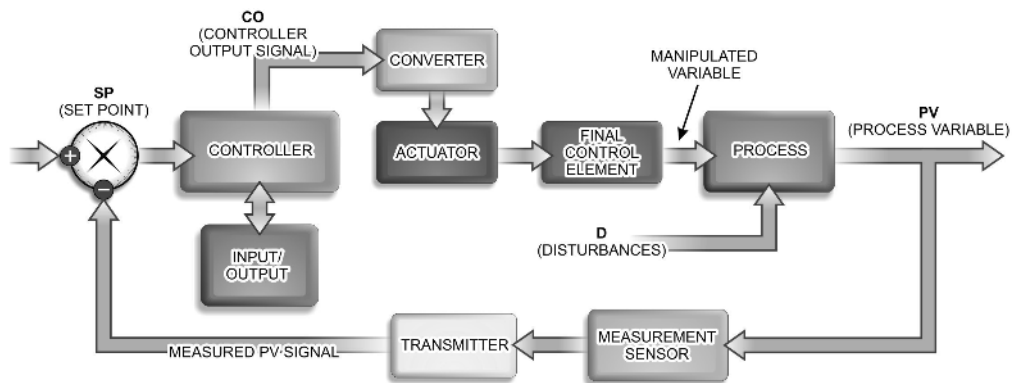 CO
(CONTROLLER
OUTPUT SIGNAL)
CONVERTER
MANIPULATED
VARIABLE
SP
(SET POINT)
PV
(PROCESS VARIABLE)
+
CONTROLLER
ACTUATOR
FINAL
CONTROL
ELEMENT
PROCESS
−
D
(DISTURBANCES)
INPUT/
OUTPUT
MEASURED PV SIGNAL
TRANSMITTER
MEASUREMENT
SENSOR